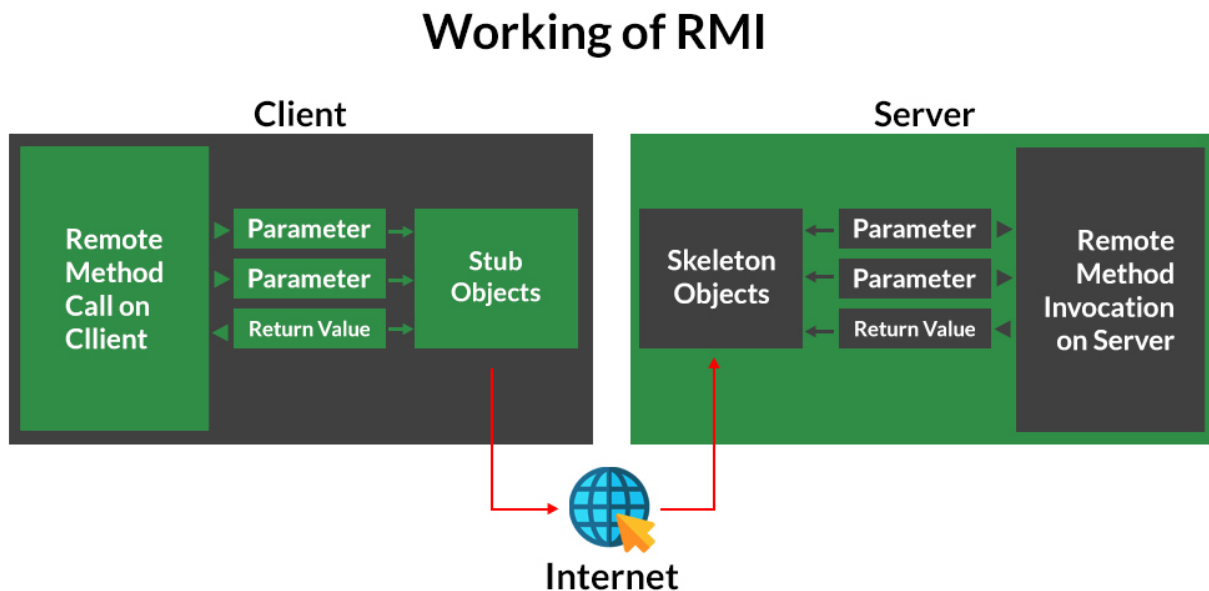 Working of RMI
Client
Server
Remote
Method
Call on
Cllient
Parameter
Parameter
Return Value
Stub
Objects
Skeleton
Objects
Parameter
Parameter
Return Value
Remote
Method
Invocation
on Server
Internet